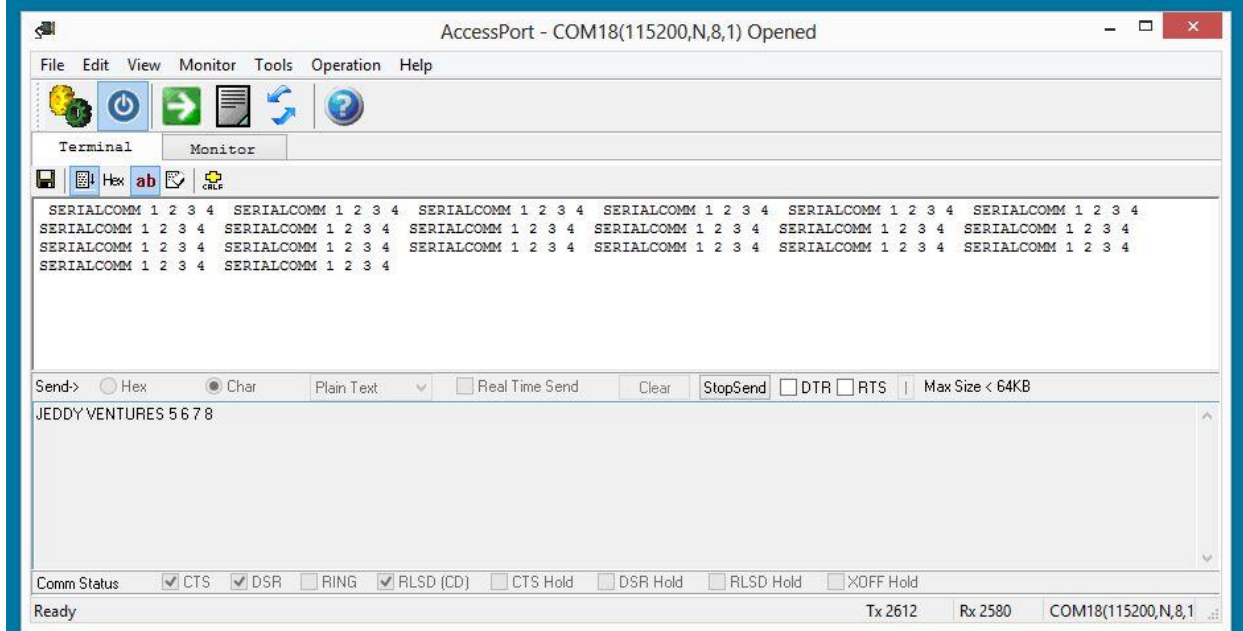 AccessPort - COM18(115200,N,8,1) Opened
File Edit View Monitor Tools Operation Help
Terminal Monitor
Hex ab CRLF
SERIALCOMM 1 2 3 4 SERIALCOMM 1 2 3 4 SERIALCOMM 1 2 3 4 SERIALCOMM 1 2 3 4 SERIALCOMM 1 2 3 4 SERIALCOMM 1 2 3 4
SERIALCOMM 1 2 3 4 SERIALCOMM 1 2 3 4 SERIALCOMM 1 2 3 4 SERIALCOMM 1 2 3 4 SERIALCOMM 1 2 3 4 SERIALCOMM 1 2 3 4
SERIALCOMM 1 2 3 4 SERIALCOMM 1 2 3 4 SERIALCOMM 1 2 3 4 SERIALCOMM 1 2 3 4 SERIALCOMM 1 2 3 4 SERIALCOMM 1 2 3 4
SERIALCOMM 1 2 3 4 SERIALCOMM 1 2 3 4
Send-> Hex Char Plain Text Real Time Send Clear StopSend DTR RTS | Max Size < 64KB
JEDDY VENTURES 5 6 7 8
Comm Status CTS DSR RING RLSD (CD) CTS Hold DSR Hold RLSD Hold XOFF Hold
Ready Tx 2612 Rx 2580 COM18(115200,N,8,1